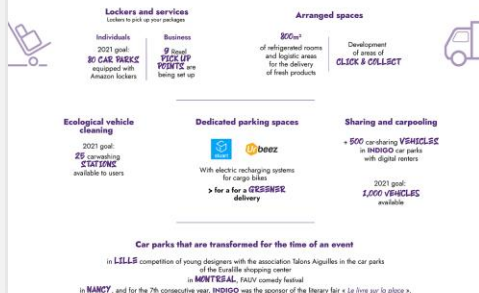 Lockers and services
Lockers to pick up your packages
Individuals
2021 goal:
80 CAR PARKS
equipped with
Amazon lockers
Business
9 Rexel
PICK UP
POINTS are
being set up
Arranged spaces
800m²
of refrigerated rooms
and logistic areas
for the delivery
of fresh products
Development
of areas of
CLICK & COLLECT
Ecological vehicle
cleaning
2021 goal:
25 carwashing
STATIONS
available to users
Dedicated parking spaces
Urbeez
With electric recharging systems
for cargo bikes
> for a for a GREENER
delivery
Sharing and carpooling
+ 500 car-sharing VEHICLES
in INDIGO car parks
with digital renters
2021 goal:
1,000 VEHICLES
available
Car parks that are transformed for the time of an event
in LILLE competition of young designers with the association Talons Aiguilles in the car parks
of the Euralille shopping center
in MONTREAL, FAUV comedy festival
in NANCY, and for the 7th consecutive year, INDIGO was the sponsor of the literary fair « Le livre sur la place ».